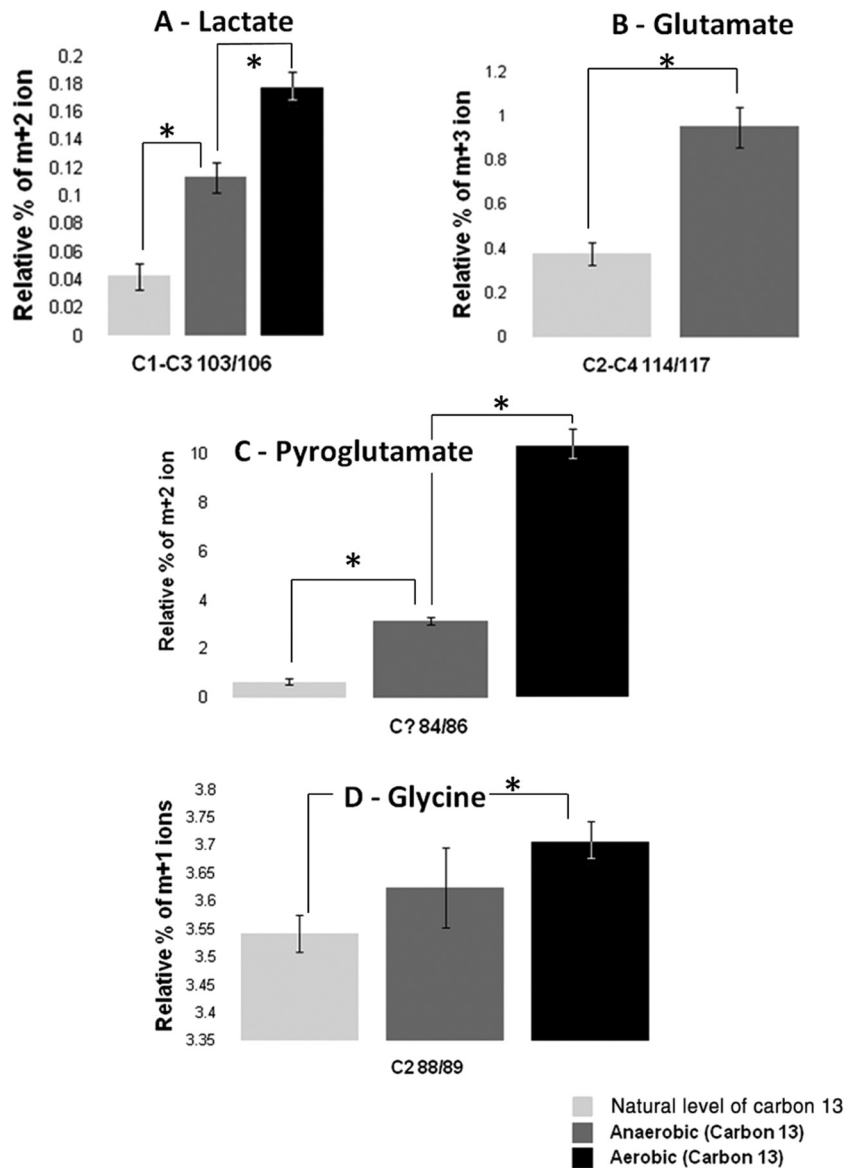 A - Lactate
Relative % of m+2 ion
0.2
0.18
0.16
0.14
0.12
0.1
0.08
0.06
0.04
0.02
0
*
*
C1-C3 103/106
B - Glutamate
Relative % of m+3 ion
1.2
1
0.8
0.6
0.4
0.2
0
*
C2-C4 114/117
C - Pyroglutamate
Relative % of m+2 ion
10
8
6
4
2
0
*
*
C? 84/86
D - Glycine
Relative % of m+1 ions
3.8
3.75
3.7
3.65
3.6
3.55
3.5
3.45
3.4
3.35
*
C2 88/89
Natural level of carbon 13
Anaerobic (Carbon 13)
Aerobic (Carbon 13)